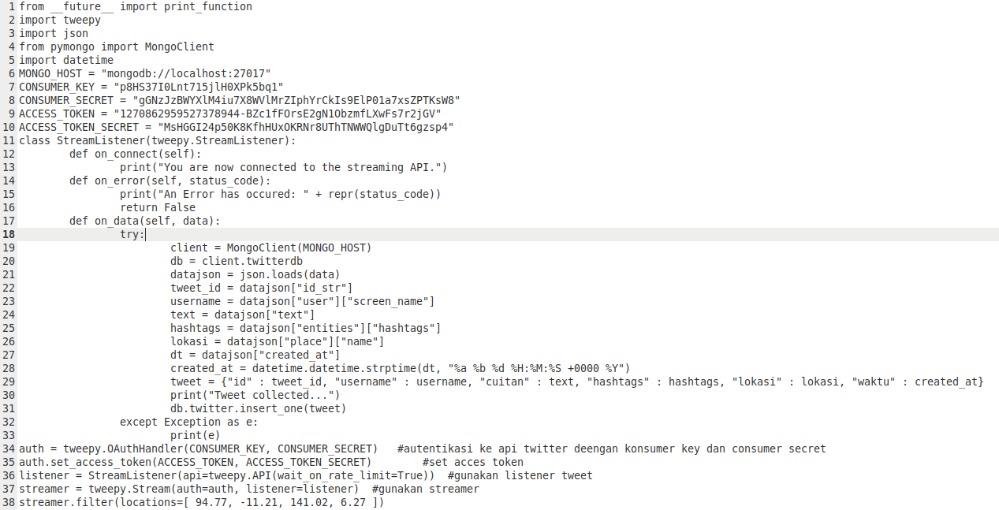 1 from __future__ import print_function
2 import tweepy
3 import json
4 from pymongo import MongoClient
5 import datetime
6 MONGO_HOST = "mongodb://localhost:27017"
7 CONSUMER_KEY = "p8HS37I0Lnt715jlH0XPk5bq1"
8 CONSUMER_SECRET = "gGNzJzBWYXlM4iu7X8WVlMrZIphYrCkIs9ElP01a7xsZPTKsW8"
9 ACCESS_TOKEN = "1270862959527378944-BZc1fFOrsE2gN1ObzmfLXwFs7r2jGV"
10 ACCESS_TOKEN_SECRET = "MsHGGI24p50K8KfhHUxOKRNr8UThTNWWQlgDuTt6gzsp4"
11 class StreamListener(tweepy.StreamListener):
12         def on_connect(self):
13                 print("You are now connected to the streaming API.")
14         def on_error(self, status_code):
15                 print("An Error has occured: " + repr(status_code))
16                 return False
17         def on_data(self, data):
18                 try:
19                         client = MongoClient(MONGO_HOST)
20                         db = client.twitterdb
21                         datajson = json.loads(data)
22                         tweet_id = datajson["id_str"]
23                         username = datajson["user"]["screen_name"]
24                         text = datajson["text"]
25                         hashtags = datajson["entities"]["hashtags"]
26                         lokasi = datajson["place"]["name"]
27                         dt = datajson["created_at"]
28                         created_at = datetime.datetime.strptime(dt, "%a %b %d %H:%M:%S +0000 %Y")
29                         tweet = {"id" : tweet_id, "username" : username, "cuitan" : text, "hashtags" : hashtags, "lokasi" : lokasi, "waktu" : created_at}
30                         print("Tweet collected...")
31                         db.twitter.insert_one(tweet)
32                 except Exception as e:
33                         print(e)
34 auth = tweepy.OAuthHandler(CONSUMER_KEY, CONSUMER_SECRET)   #autentikasi ke api twitter deengan konsumer key dan consumer secret
35 auth.set_access_token(ACCESS_TOKEN, ACCESS_TOKEN_SECRET)        #set acces token
36 listener = StreamListener(api=tweepy.API(wait_on_rate_limit=True))  #gunakan listener tweet
37 streamer = tweepy.Stream(auth=auth, listener=listener)  #gunakan streamer
38 streamer.filter(locations=[ 94.77, -11.21, 141.02, 6.27 ])